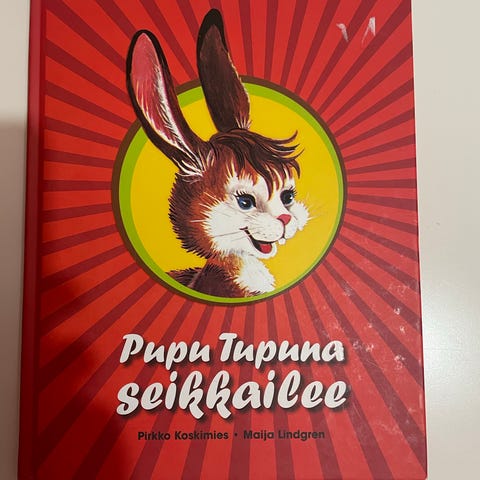 Pupu Tupuna
seikkailee
Pirkko Koskimies • Maija Lindgren